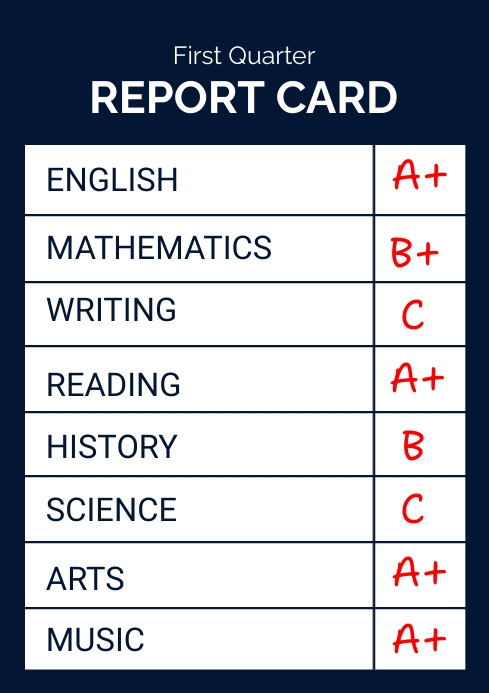 First Quarter
REPORT CARD
ENGLISH A+
MATHEMATICS B+
WRITING C
READING A+
HISTORY B
SCIENCE C
ARTS A+
MUSIC A+